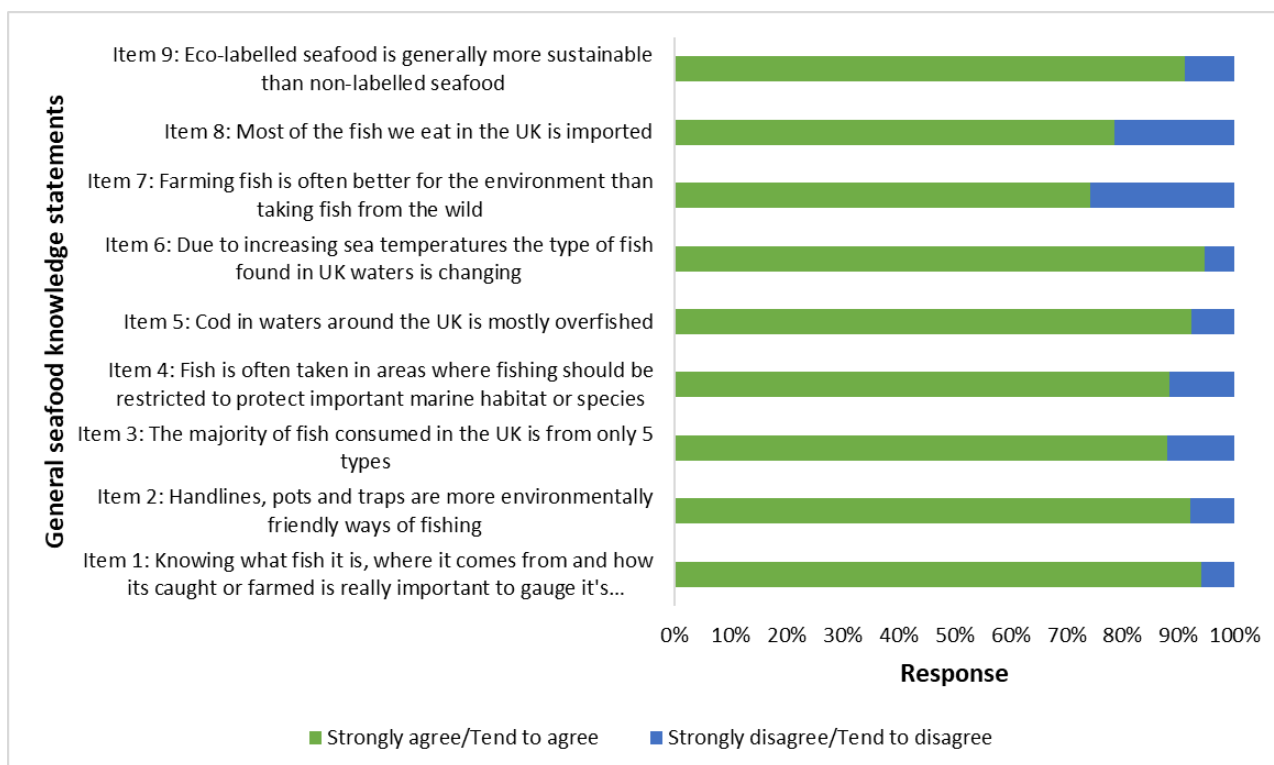 General seafood knowledge statements
Item 9: Eco-labelled seafood is generally more sustainable
than non-labelled seafood
Item 8: Most of the fish we eat in the UK is imported
Item 7: Farming fish is often better for the environment than
taking fish from the wild
Item 6: Due to increasing sea temperatures the type of fish
found in UK waters is changing
Item 5: Cod in waters around the UK is mostly overfished
Item 4: Fish is often taken in areas where fishing should be
restricted to protect important marine habitat or species
Item 3: The majority of fish consumed in the UK is from only 5
types
Item 2: Handlines, pots and traps are more environmentally
friendly ways of fishing
Item 1: Knowing what fish it is, where it comes from and how
its caught or farmed is really important to gauge it's...
0% 10% 20% 30% 40% 50% 60% 70% 80% 90% 100%
Response
Strongly agree/Tend to agree
Strongly disagree/Tend to disagree